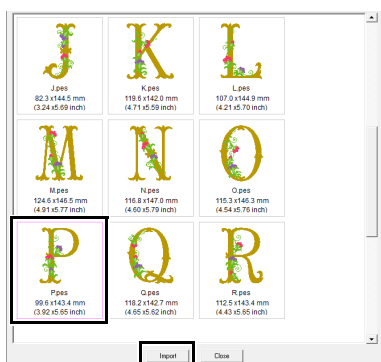 J K L
J.pes K.pes L.pes
82.3 x144.5 mm 119.6 x142.0 mm 107.0 x144.9 mm
(3.24 x5.69 inch) (4.71 x5.59 inch) (4.21 x5.70 inch)
M N O
M.pes N.pes O.pes
124.6 x146.5 mm 116.8 x147.0 mm 115.3 x146.3 mm
(4.91 x5.77 inch) (4.60 x5.79 inch) (4.54 x5.76 inch)
P Q R
P.pes Q.pes R.pes
99.6 x143.4 mm 118.2 x142.7 mm 112.5 x143.4 mm
(3.92 x5.65 inch) (4.65 x5.62 inch) (4.43 x5.65 inch)
Import Close